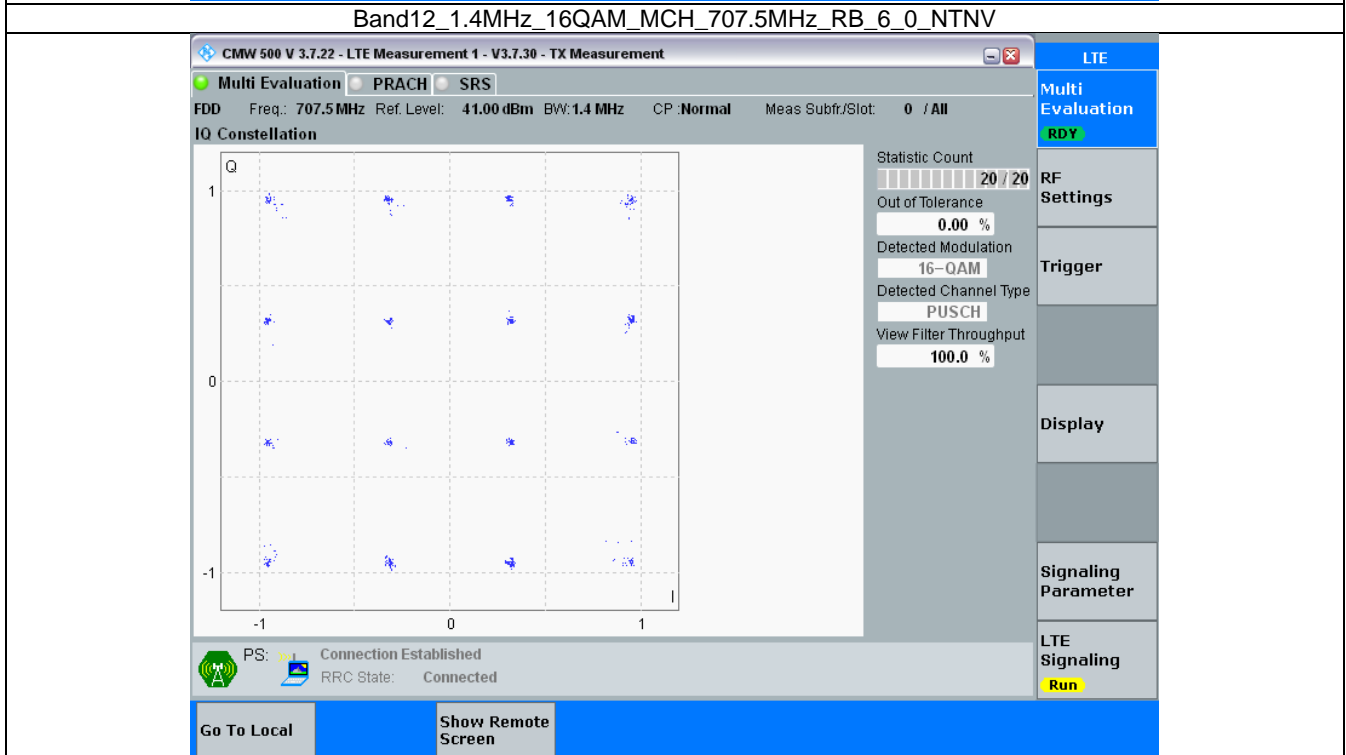 Band12_1.4MHz_16QAM_MCH_707.5MHz_RB_6_0_NTNV
CMW 500 V 3.7.22 - LTE Measurement 1 - V3.7.30 - TX Measurement
LTE
Multi Evaluation PRACH SRS
Multi
Evaluation
RDY
FDD Freq.: 707.5 MHz Ref. Level: 41.00 dBm BW: 1.4 MHz CP : Normal Meas Subfr./Slot: 0 / All
IQ Constellation
Q
1
0
-1
I
-1 0 1
Statistic Count
20 / 20
Out of Tolerance
0.00 %
Detected Modulation
16-QAM
Detected Channel Type
PUSCH
View Filter Throughput
100.0 %
RF
Settings
Trigger
Display
Signaling
Parameter
LTE
Signaling
Run
PS: Connection Established
RRC State: Connected
Go To Local
Show Remote
Screen